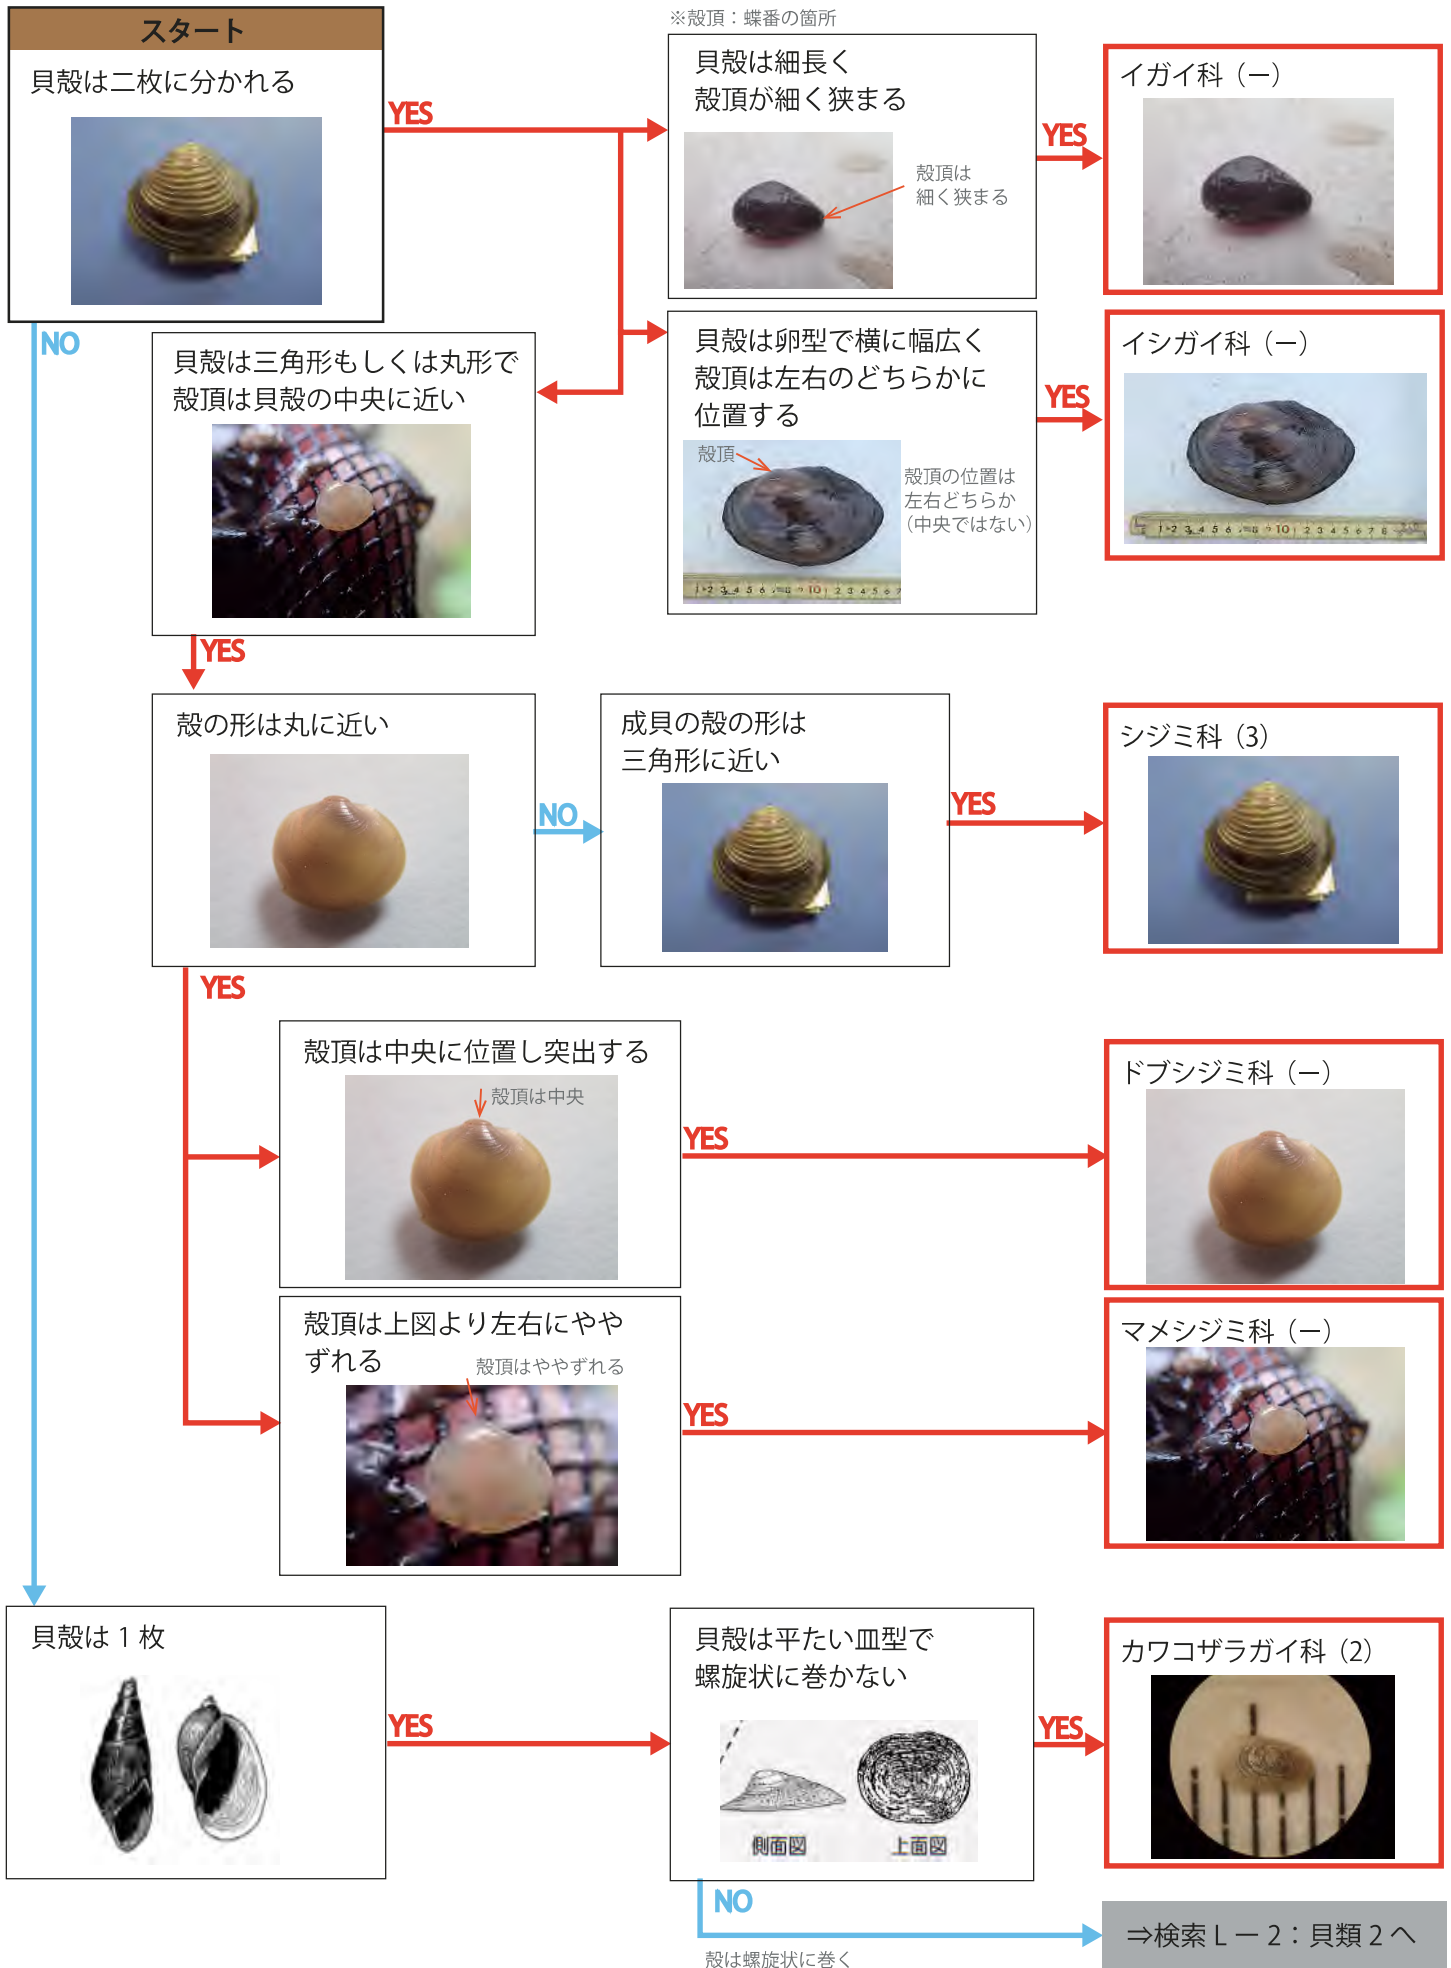 スタート
貝殻は二枚に分かれる
YES
NO
※殻頂：蝶番の箇所
貝殻は細長く
殻頂が細く狭まる
殻頂は
細く狭まる
YES
イガイ科（ー）
貝殻は卵型で横に幅広く
殻頂は左右のどちらかに
位置する
殻頂
殻頂の位置は
左右どちらか
（中央ではない）
YES
イシガイ科（ー）
貝殻は三角形もしくは丸形で
殻頂は貝殻の中央に近い
YES
殻の形は丸に近い
NO
成貝の殻の形は
三角形に近い
YES
シジミ科（3）
YES
殻頂は中央に位置し突出する
殻頂は中央
YES
ドブシジミ科（ー）
殻頂は上図より左右にやや
ずれる
殻頂はややずれる
YES
マメシジミ科（ー）
貝殻は 1 枚
YES
貝殻は平たい皿型で
螺旋状に巻かない
側面図
上面図
YES
カワコザラガイ科（2）
NO
殻は螺旋状に巻く
⇒検索 L ー 2：貝類 2 へ